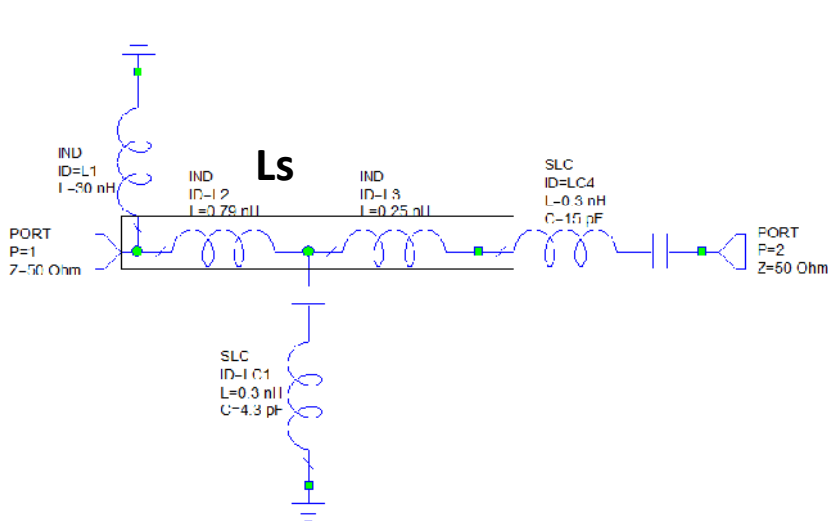 IND
ID=L1
L=30 nH
Ls
IND
ID=L2
L=0.79 nH
IND
ID=L3
L=0.25 nH
SLC
ID=LC4
L=0.3 nH
C=15 pF
PORT
P=1
Z=50 Ohm
PORT
P=2
Z=50 Ohm
SLC
ID=LC1
L=0.3 nH
C=4.3 pF